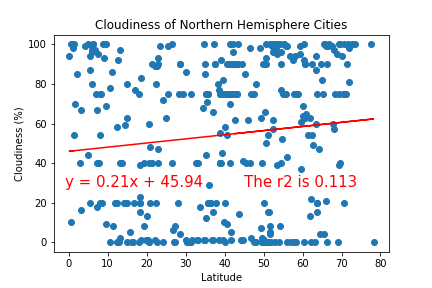 Cloudiness of Northern Hemisphere Cities
100
80
60
40
20
0
Cloudiness (%)
y = 0.21x + 45.94 The r2 is 0.113
0 10 20 30 40 50 60 70 80
Latitude